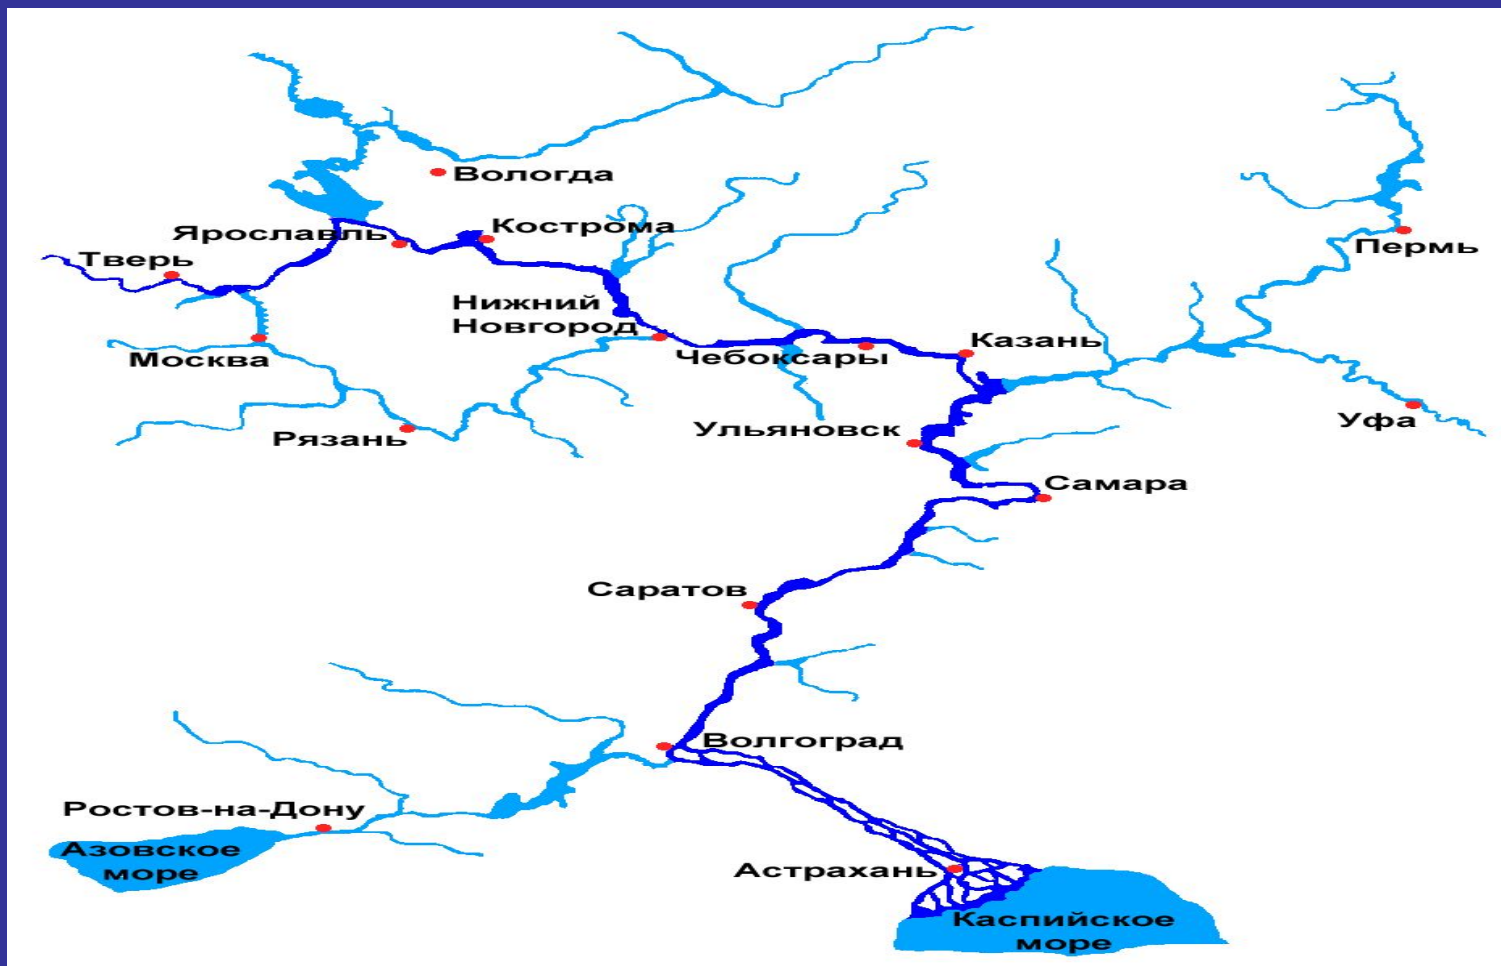 Вологда
Ярославль
Кострома
Тверь
Пермь
Нижний
Новгород
Москва
Чебоксары
Казань
Рязань
Ульяновск
Уфа
Самара
Саратов
Волгоград
Ростов-на-Дону
Азовское
море
Астрахань
Каспийское
море